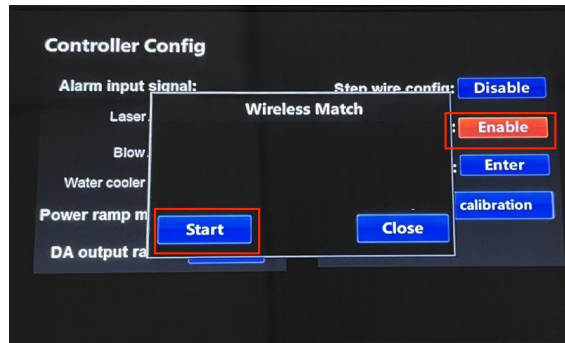 Controller Config
Alarm input signal:
Step wire config: Disable
Wireless Match
Laser
: Enable
Blow
: Enter
Water cooler
calibration
Power ramp m
Start
Close
DA output ra